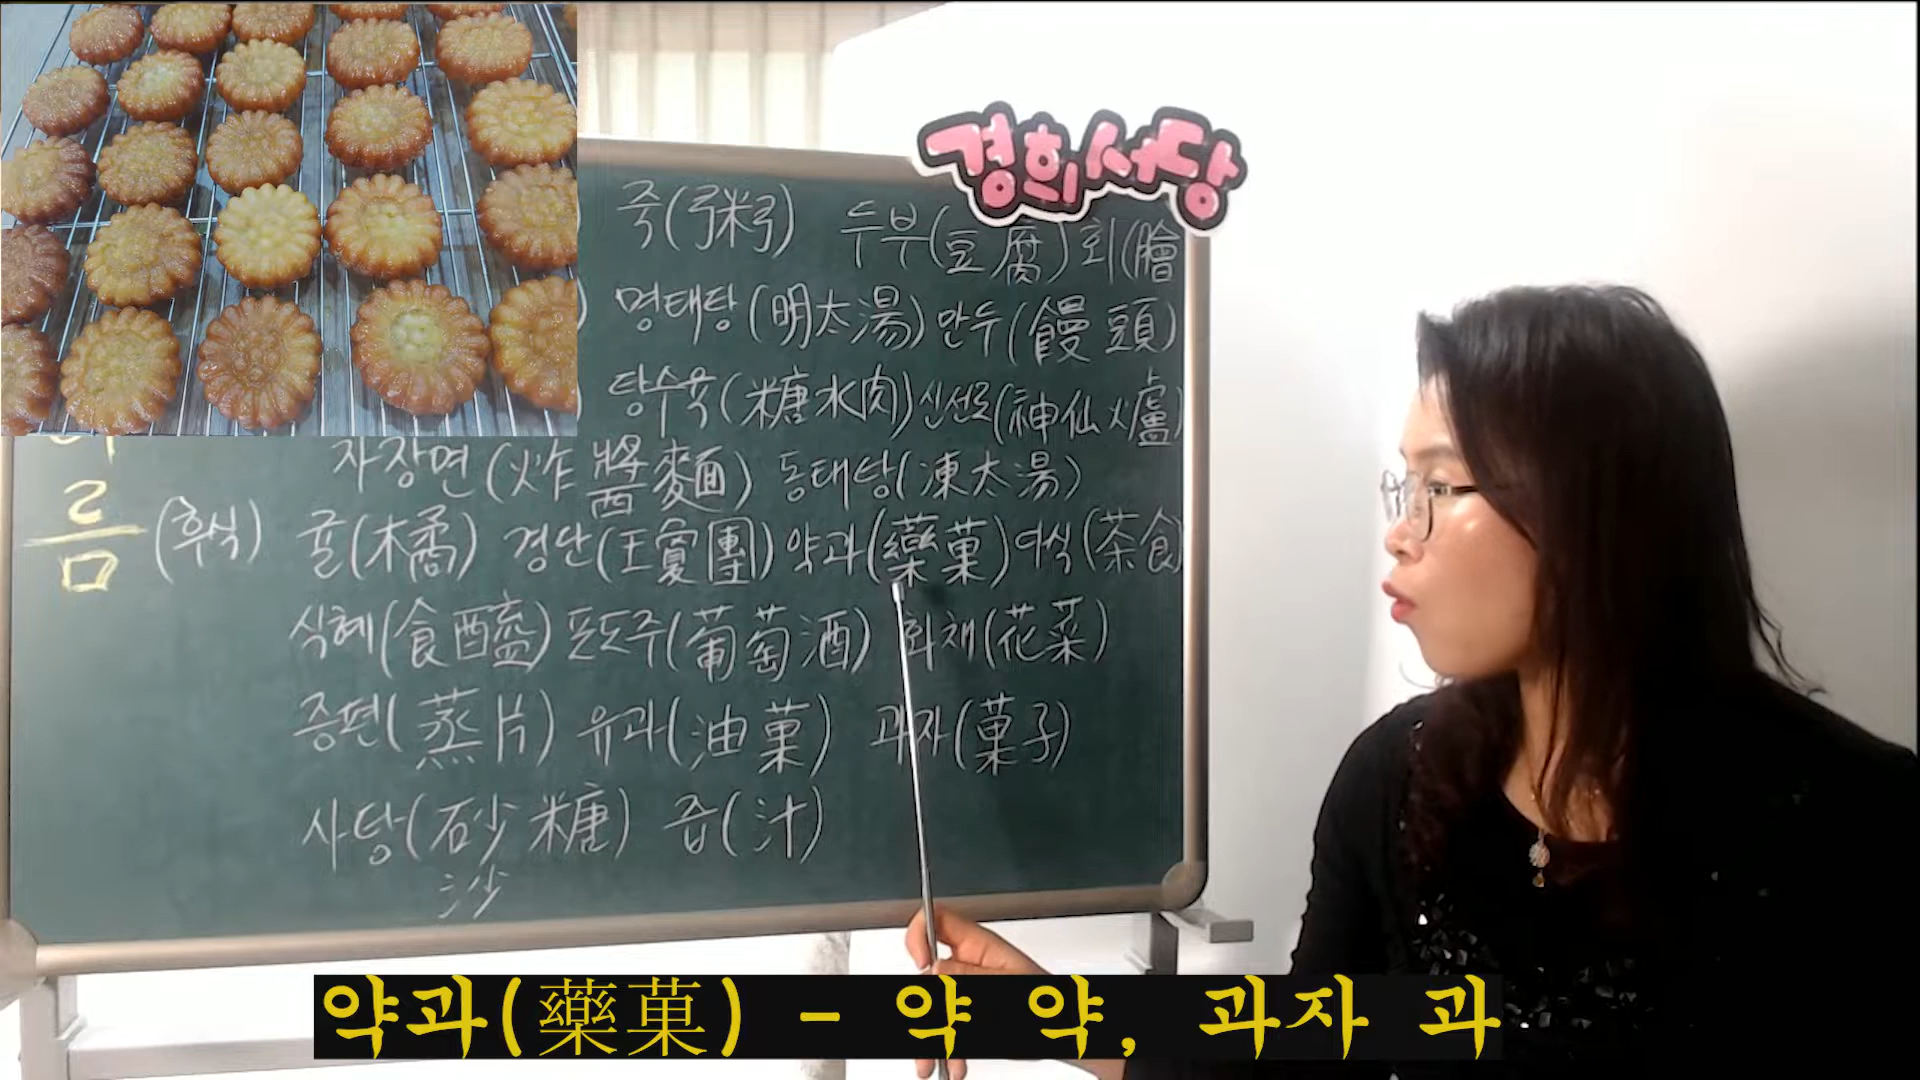 경희서당
죽(粥) 두부(豆腐) 회(膾
명태탕(明太湯) 만두(饅頭)
탕수육(糖水肉) 신선로(神仙爐)
자장면(炸醬麵) 동태탕(凍太湯)
름
(후식) 귤(橘) 경단(瓊團) 약과(藥菓) 다식(茶食)
식혜(食醯) 포도주(葡萄酒) 화채(花菜)
증편(蒸片) 유과(油菓) 과자(菓子)
사탕(砂糖) 즙(汁)
沙
약과(藥菓) - 약 약, 과자 과